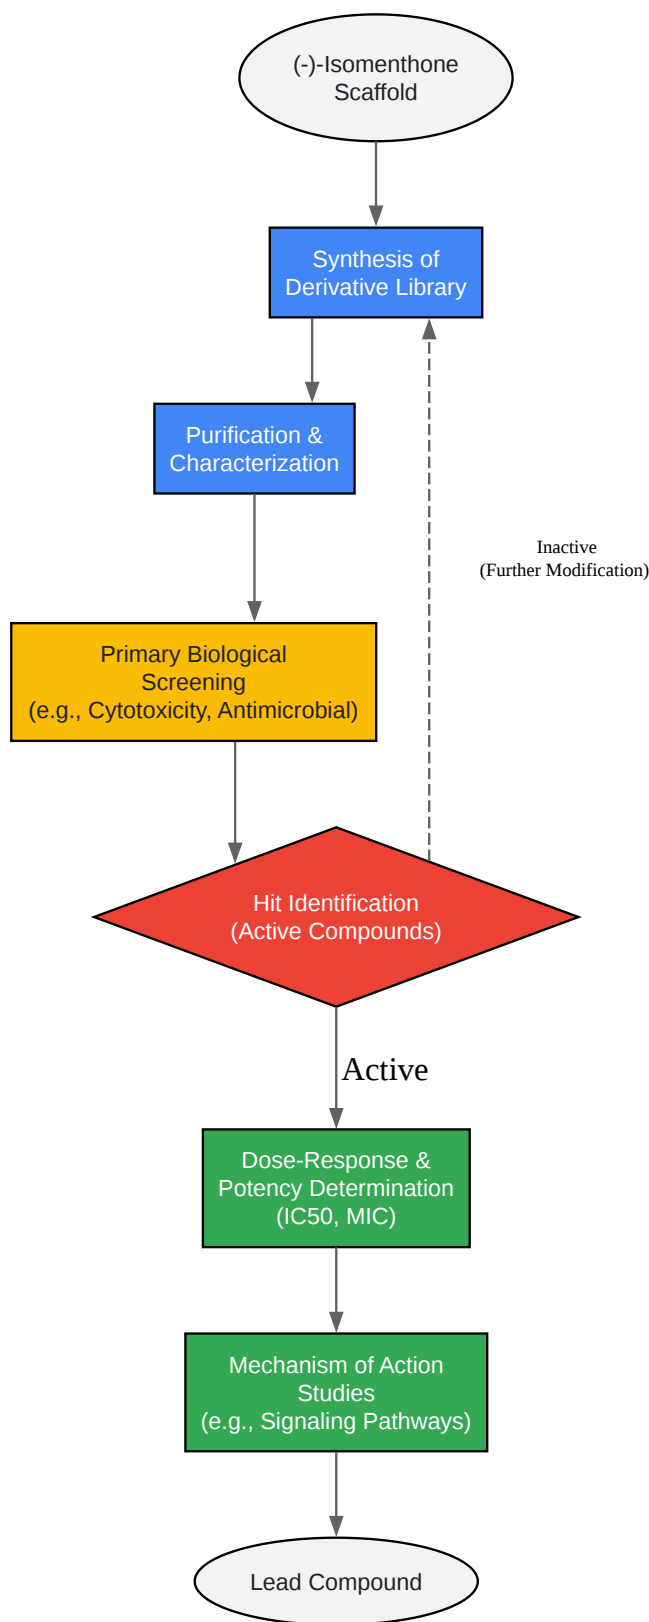 (-)-Isomenthone
Scaffold
Synthesis of
Derivative Library
Purification &
Characterization
Inactive
(Further Modification)
Primary Biological
Screening
(e.g., Cytotoxicity, Antimicrobial)
Hit Identification
(Active Compounds)
Active
Dose-Response &
Potency Determination
(IC50, MIC)
Mechanism of Action
Studies
(e.g., Signaling Pathways)
Lead Compound